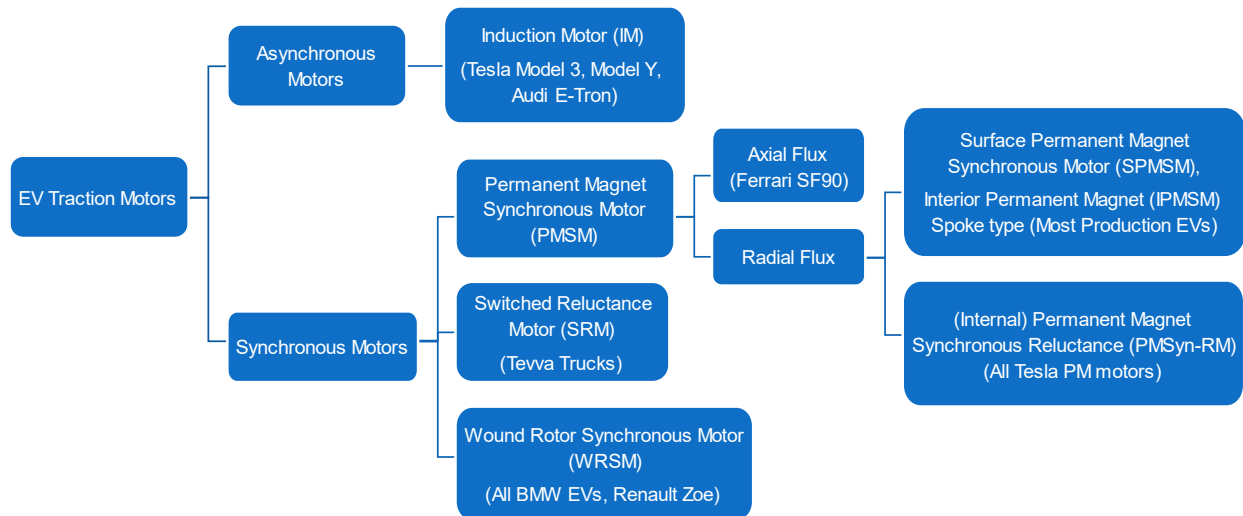 EV Traction Motors
Asynchronous
Motors
Induction Motor (IM)
(Tesla Model 3, Model Y,
Audi E-Tron)
Synchronous Motors
Permanent Magnet
Synchronous Motor
(PMSM)
Axial Flux
(Ferrari SF90)
Radial Flux
Surface Permanent Magnet
Synchronous Motor (SPMSM),
Interior Permanent Magnet (IPMSM)
Spoke type (Most Production EVs)
(Internal) Permanent Magnet
Synchronous Reluctance (PMSyn-RM)
(All Tesla PM motors)
Switched Reluctance
Motor (SRM)
(Tevva Trucks)
Wound Rotor Synchronous Motor
(WRSM)
(All BMW EVs, Renault Zoe)